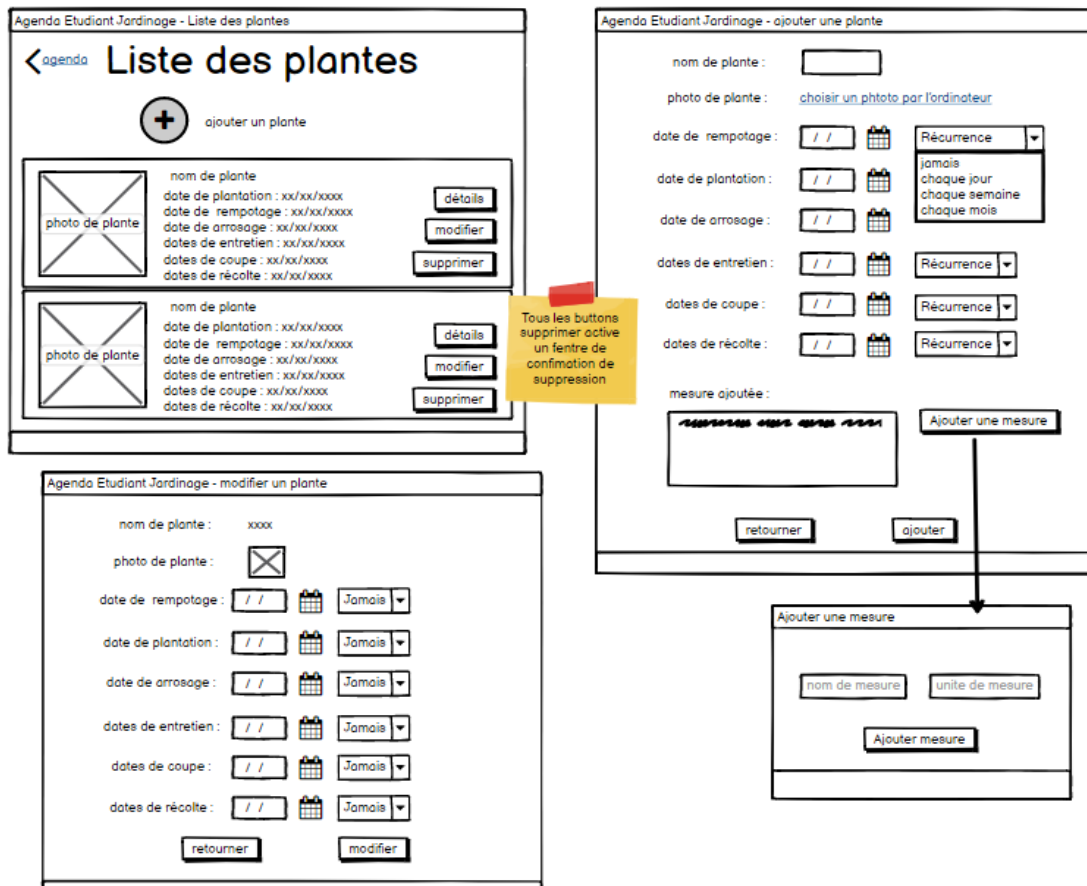 Agenda Etudiant Jardinage - Liste des plantes
agenda
Liste des plantes
ajouter un plante
photo de plante
nom de plante
date de plantation : xx/xx/xxxx
date de rempotage : xx/xx/xxxx
date de arrosage : xx/xx/xxxx
dates de entretien : xx/xx/xxxx
dates de coupe : xx/xx/xxxx
dates de récolte : xx/xx/xxxx
détails
modifier
supprimer
photo de plante
nom de plante
date de plantation : xx/xx/xxxx
date de rempotage : xx/xx/xxxx
date de arrosage : xx/xx/xxxx
dates de entretien : xx/xx/xxxx
dates de coupe : xx/xx/xxxx
dates de récolte : xx/xx/xxxx
détails
modifier
supprimer
Tous les buttons
supprimer active
un fentre de
confimation de
suppression
Agenda Etudiant Jardinage - ajouter une plante
nom de plante :
photo de plante : choisir un phtoto par l'ordinateur
date de rempotage : / / Récurrence
jamais
chaque jour
chaque semaine
chaque mois
date de plantation : / /
date de arrosage : / /
dates de entretien : / / Récurrence
dates de coupe : / / Récurrence
dates de récolte : / / Récurrence
mesure ajoutée :
Ajouter une mesure
retourner ajouter
Agenda Etudiant Jardinage - modifier un plante
nom de plante : xxxx
photo de plante :
date de rempotage : / / Jamais
date de plantation : / / Jamais
date de arrosage : / / Jamais
dates de entretien : / / Jamais
dates de coupe : / / Jamais
dates de récolte : / / Jamais
retourner modifier
Ajouter une mesure
nom de mesure unite de mesure
Ajouter mesure